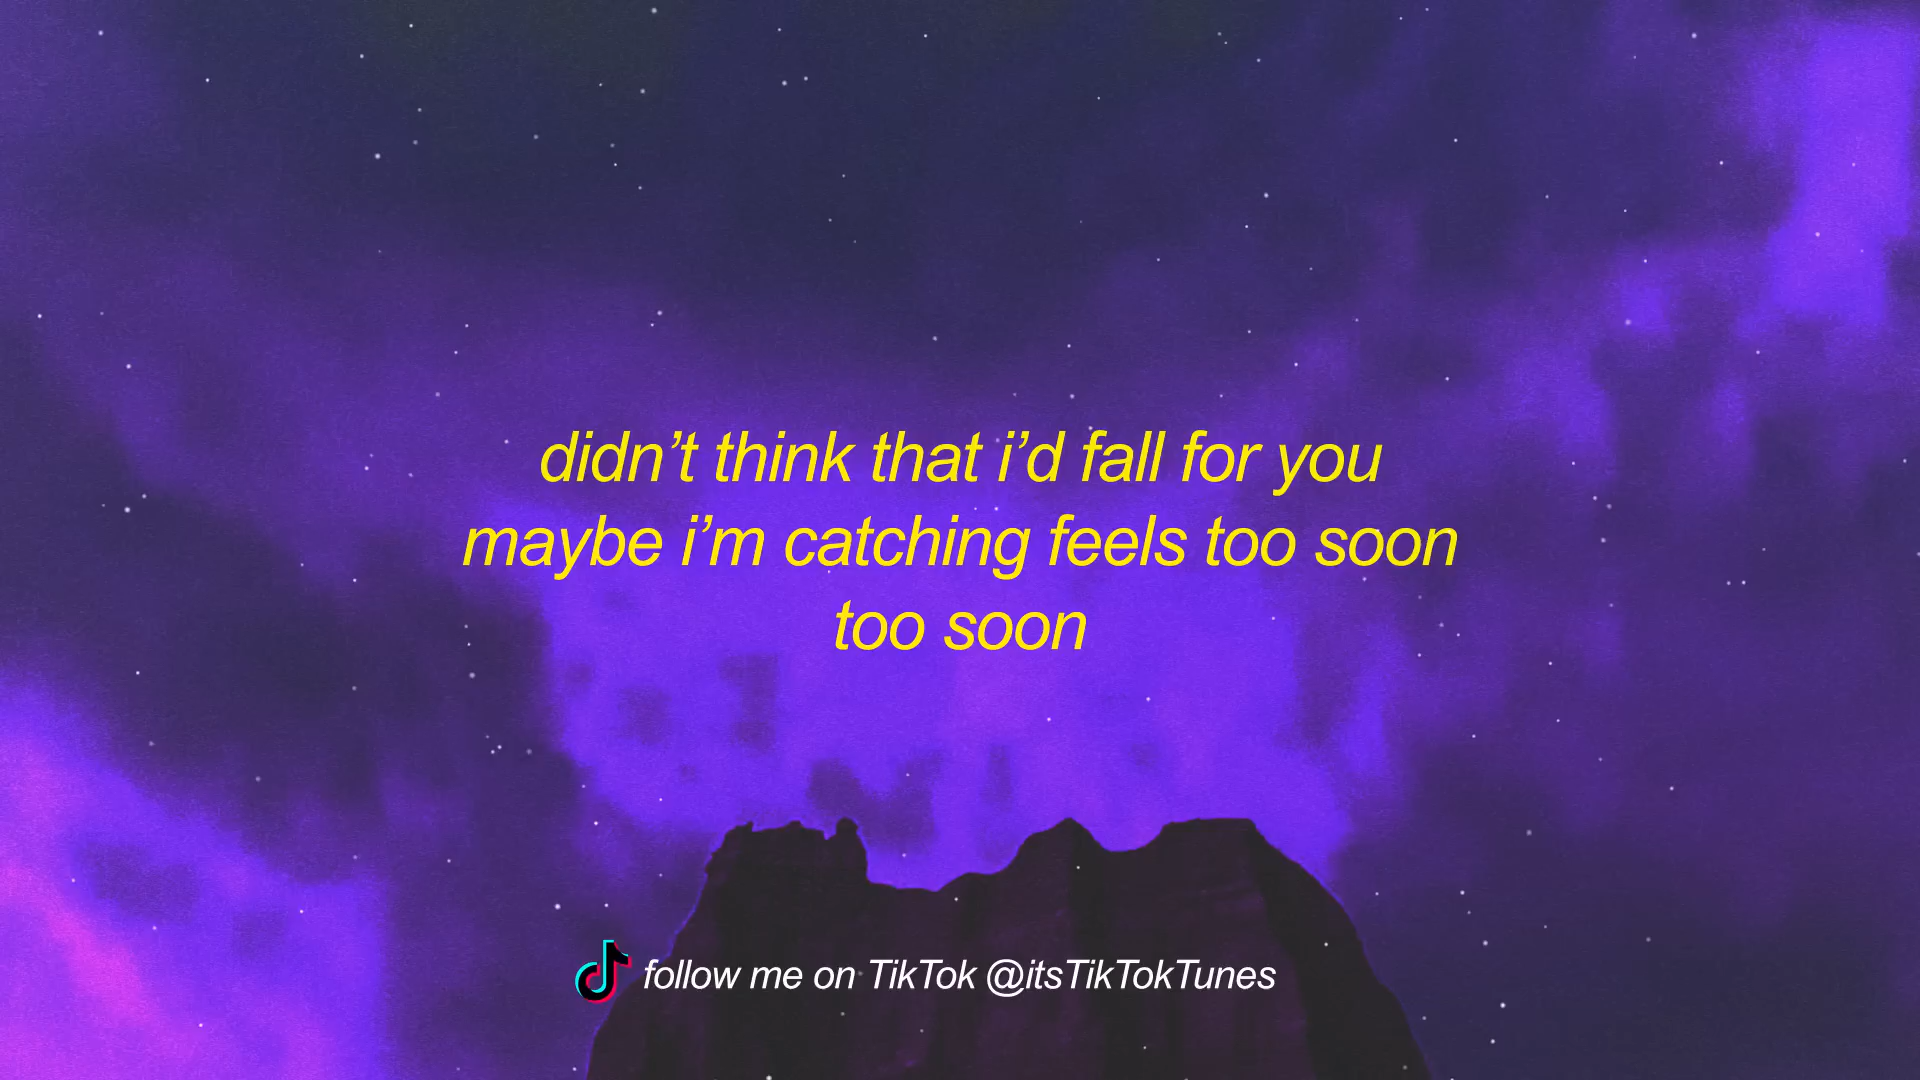 didn’t think that i’d fall for you
maybe i’m catching feels too soon
too soon
follow me on TikTok @itsTikTokTunes